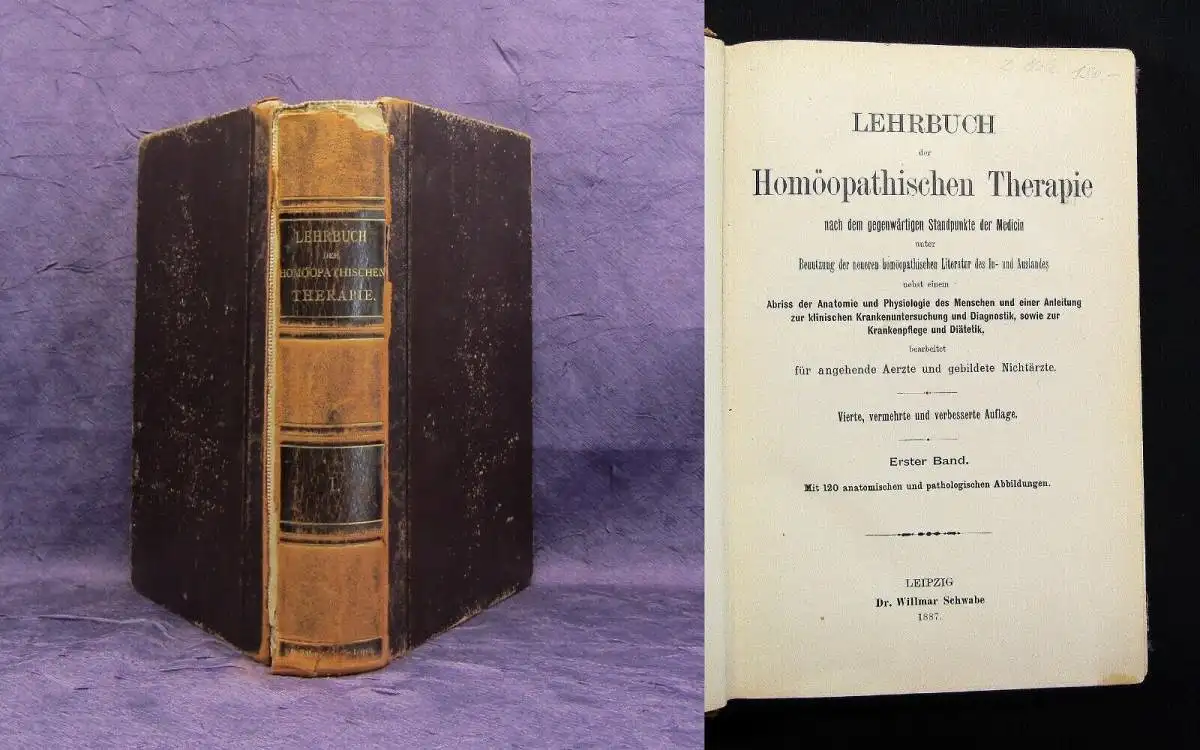 LEHRBUCH
DER
HOMÖOPATHISCHEN
THERAPIE.
I.
150.-
LEHRBUCH
der
Homöopathischen Therapie
nach dem gegenwärtigen Standpunkte der Medicin
unter
Benutzung der neueren homöopathischen Literatur des In- und Auslandes
nebst einem
Abriss der Anatomie und Physiologie des Menschen und einer Anleitung
zur klinischen Krankenuntersuchung und Diagnostik, sowie zur
Krankenpflege und Diätetik,
bearbeitet
für angehende Aerzte und gebildete Nichtärzte.
Vierte, vermehrte und verbesserte Auflage.
Erster Band.
Mit 120 anatomischen und pathologischen Abbildungen.
LEIPZIG
Dr. Willmar Schwabe
1887.